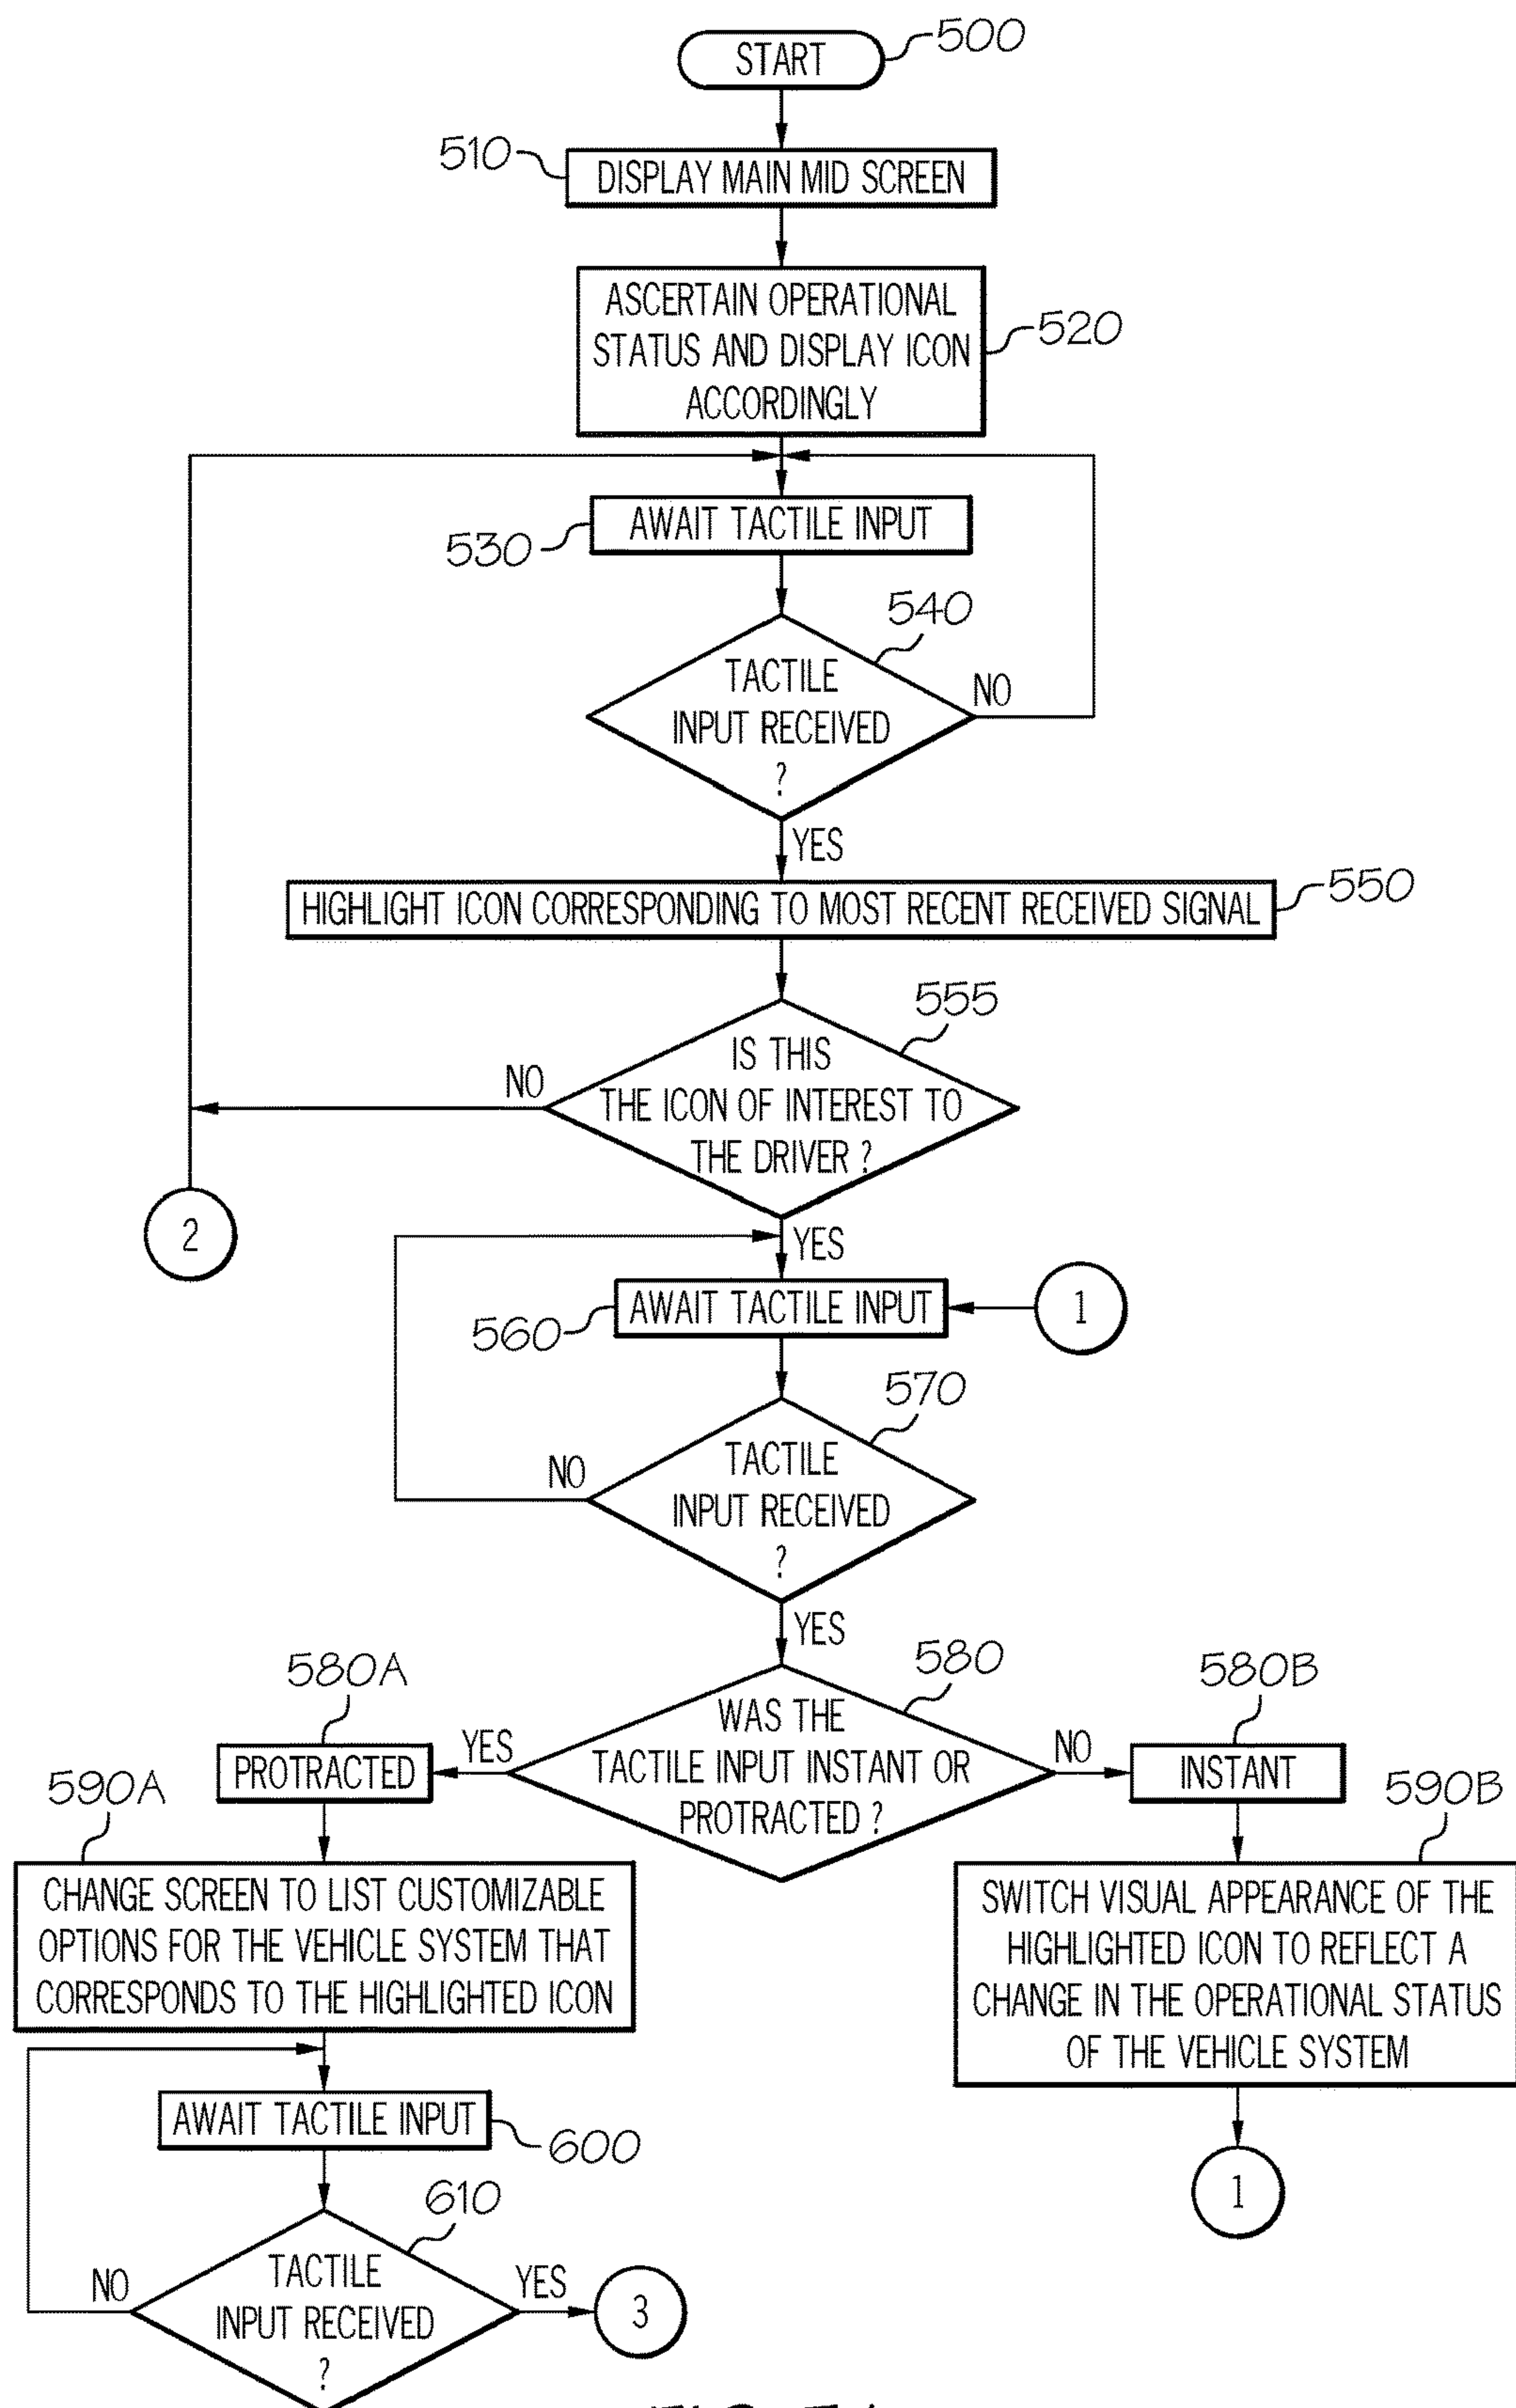 START
500
510
DISPLAY MAIN MID SCREEN
ASCERTAIN OPERATIONAL
STATUS AND DISPLAY ICON
ACCORDINGLY
520
AWAIT TACTILE INPUT
530
540
TACTILE
INPUT RECEIVED
?
NO
YES
HIGHLIGHT ICON CORRESPONDING TO MOST RECENT RECEIVED SIGNAL
550
555
IS THIS
THE ICON OF INTEREST TO
THE DRIVER ?
NO
2
YES
AWAIT TACTILE INPUT
1
560
570
TACTILE
INPUT RECEIVED
?
NO
YES
580
580A
580B
WAS THE
TACTILE INPUT INSTANT OR
PROTRACTED ?
YES
PROTRACTED
NO
INSTANT
590A
590B
CHANGE SCREEN TO LIST CUSTOMIZABLE
OPTIONS FOR THE VEHICLE SYSTEM THAT
CORRESPONDS TO THE HIGHLIGHTED ICON
SWITCH VISUAL APPEARANCE OF THE
HIGHLIGHTED ICON TO REFLECT A
CHANGE IN THE OPERATIONAL STATUS
OF THE VEHICLE SYSTEM
AWAIT TACTILE INPUT
600
1
610
TACTILE
INPUT RECEIVED
?
NO
YES
3